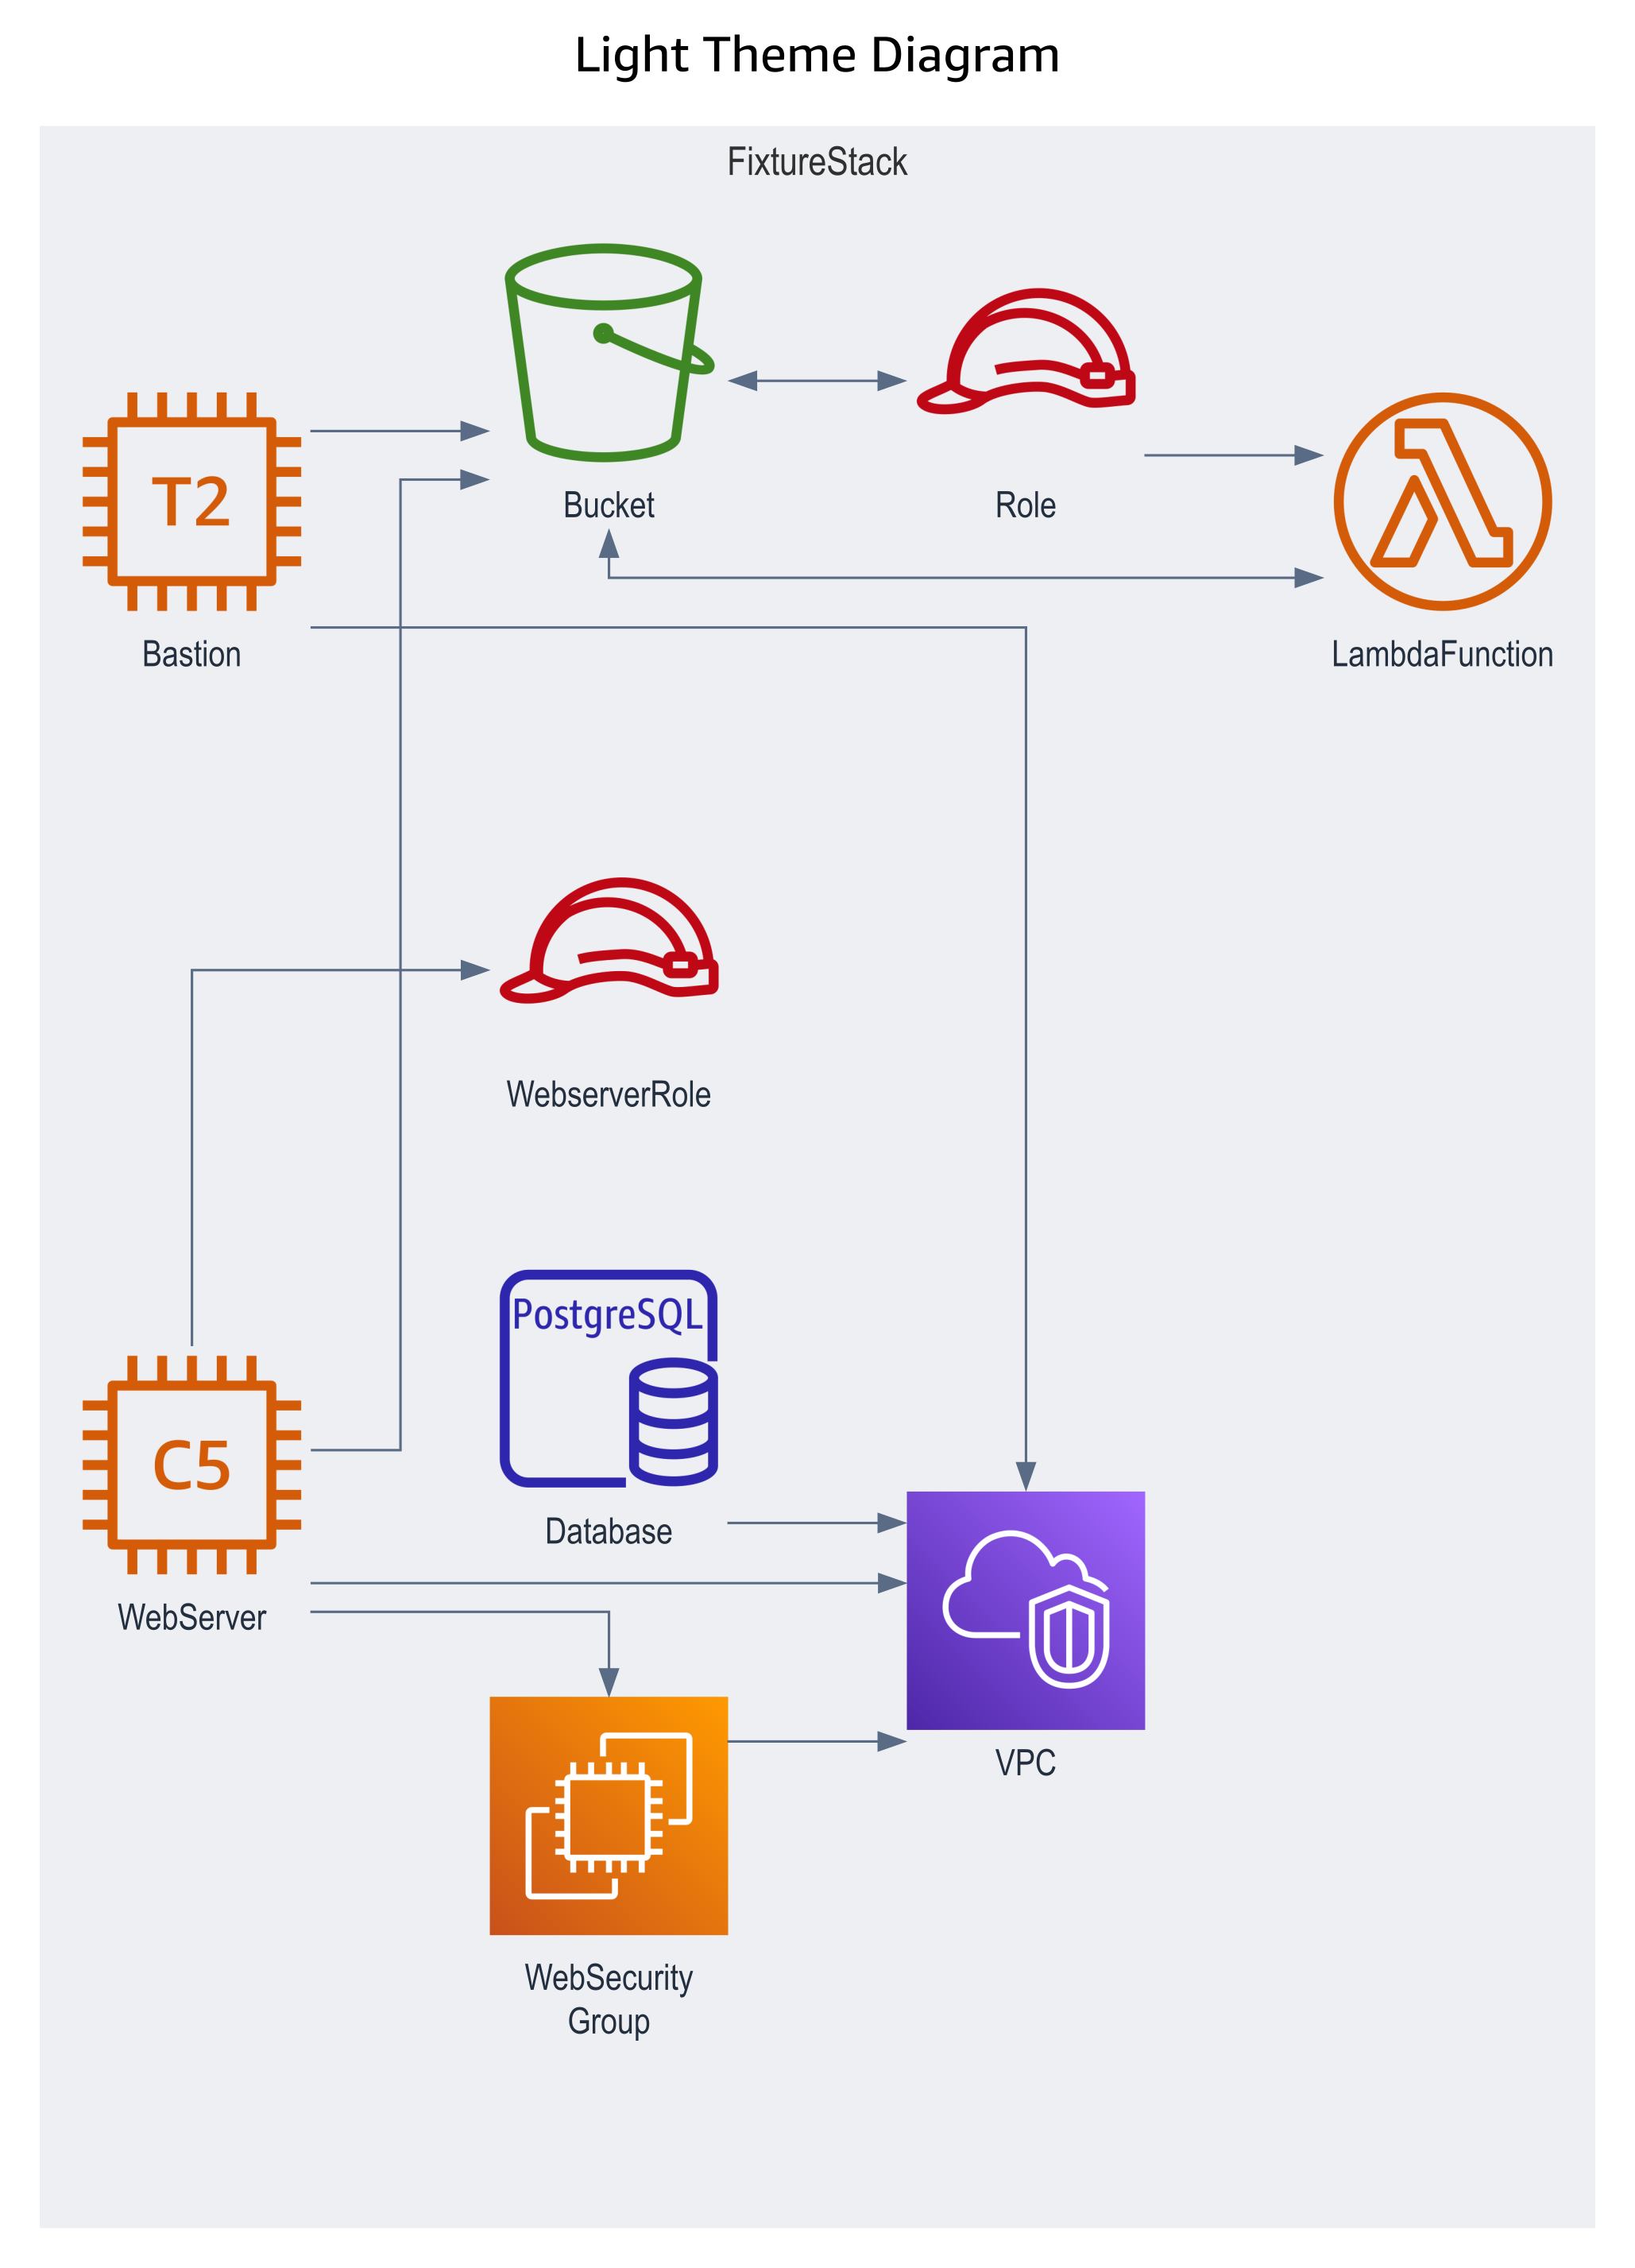 Light Theme Diagram
FixtureStack
T2
Bucket
Role
Bastion
LambdaFunction
WebserverRole
PostgreSQL
C5
Database
WebServer
VPC
WebSecurity
Group